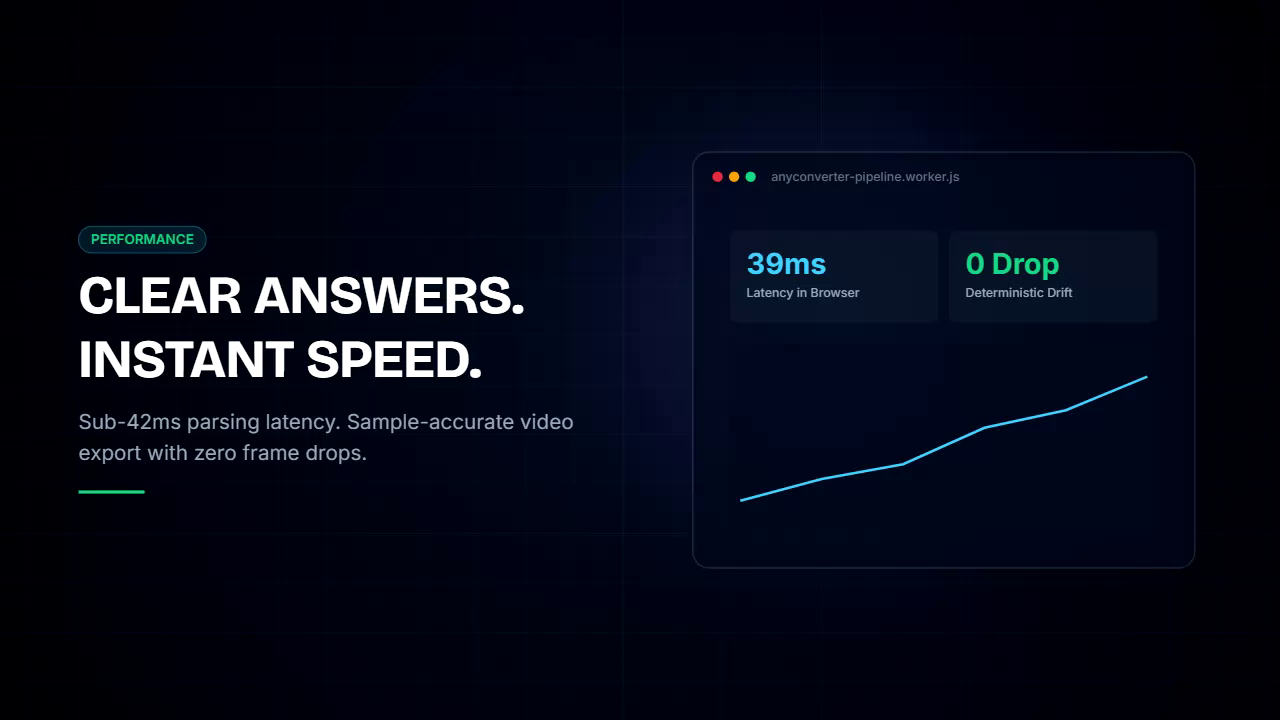 PERFORMANCE
CLEAR ANSWERS.
INSTANT SPEED.
Sub-42ms parsing latency. Sample-accurate video
export with zero frame drops.
anyconverter-pipeline.worker.js
39ms
Latency in Browser
0 Drop
Deterministic Drift